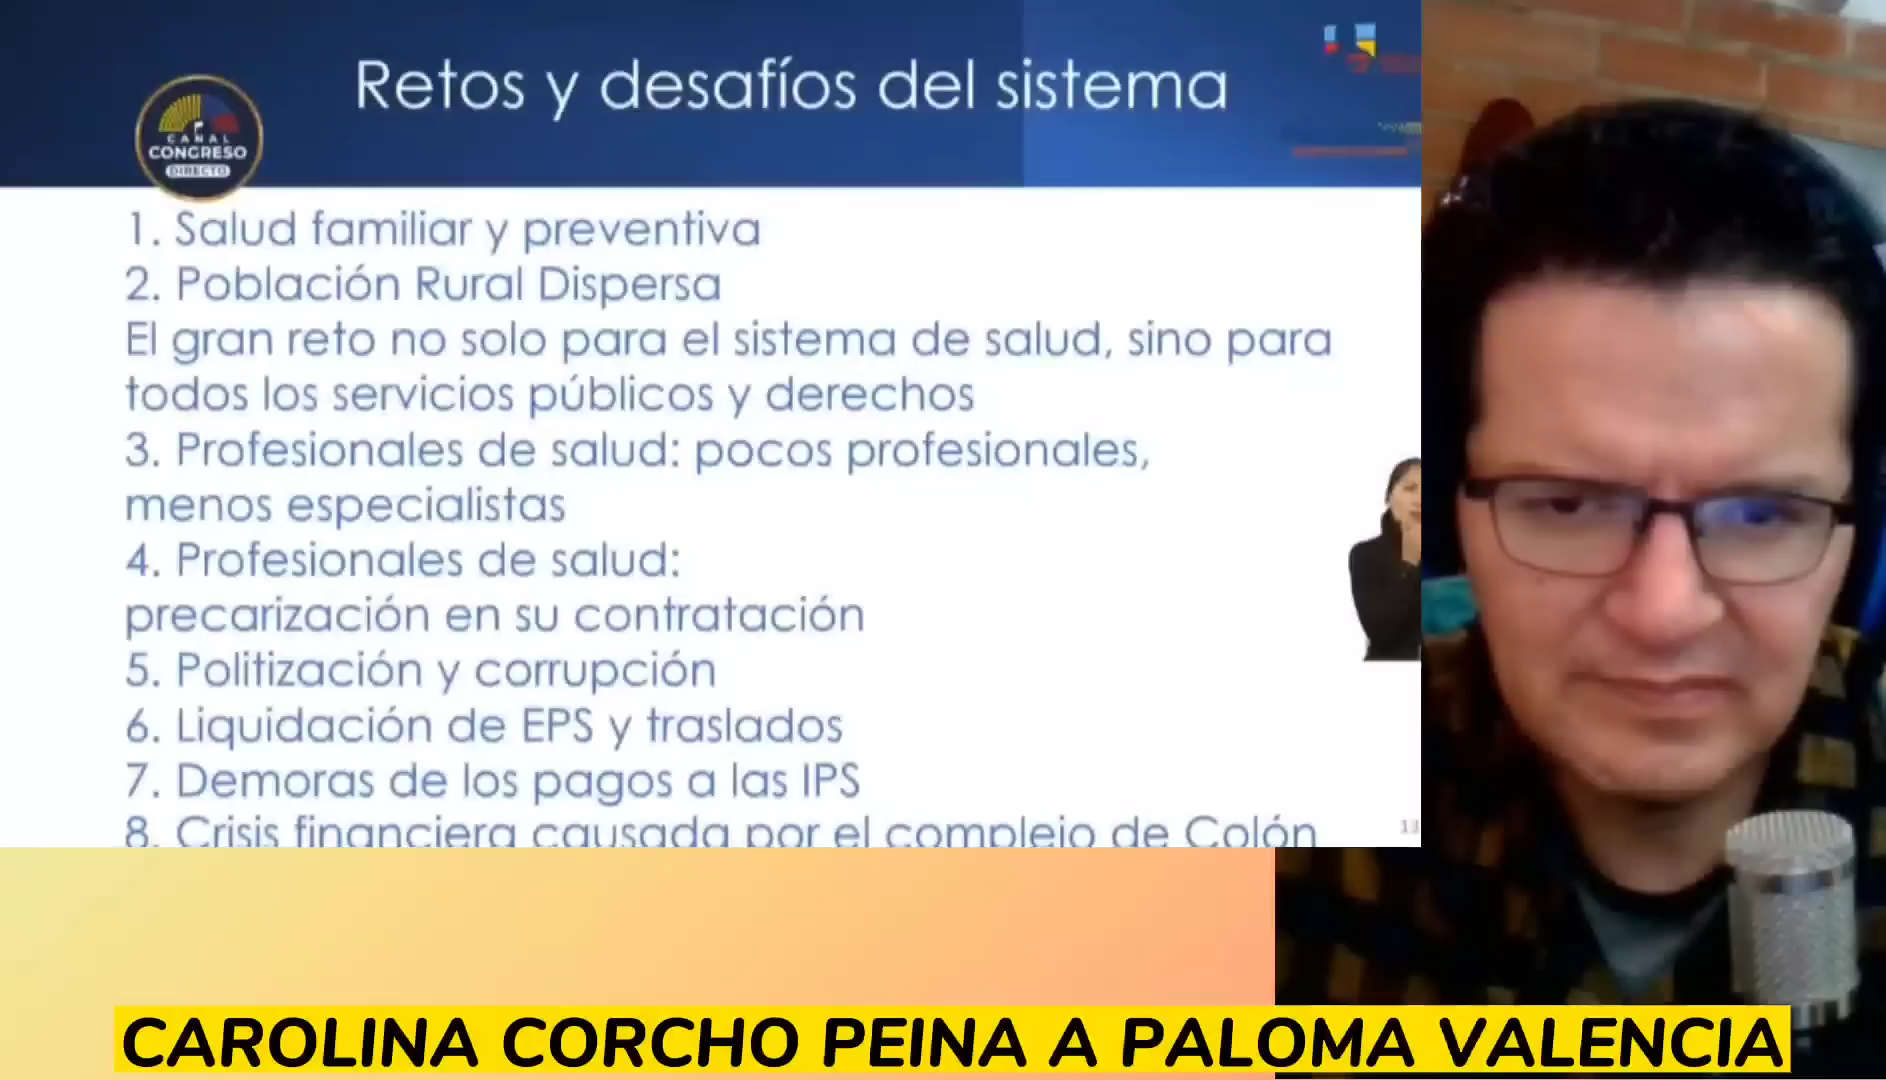 Retos y desafíos del sistema
CANAL
CONGRESO
DIRECTO
1. Salud familiar y preventiva
2. Población Rural Dispersa
El gran reto no solo para el sistema de salud, sino para
todos los servicios públicos y derechos
3. Profesionales de salud: pocos profesionales,
menos especialistas
4. Profesionales de salud:
precarización en su contratación
5. Politización y corrupción
6. Liquidación de EPS y traslados
7. Demoras de los pagos a las IPS
8. Crisis financiera causada por el complejo de Colón
13
CAROLINA CORCHO PEINA A PALOMA VALENCIA